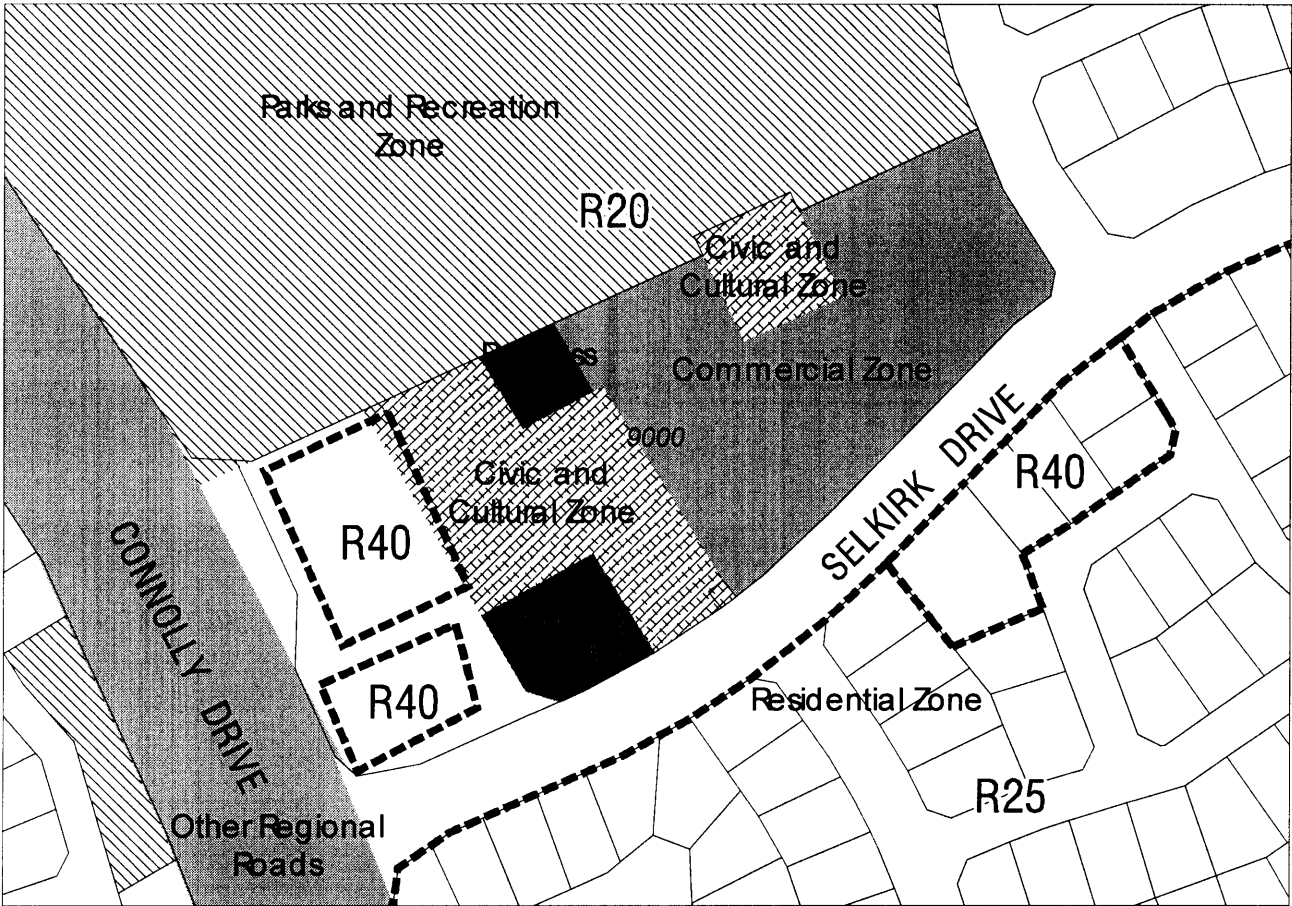 Parks and Recreation
Zone
R20
Civic and
Cultural Zone
Commercial Zone
9000
Civic and
Cultural Zone
R40
R40
R40
SELKIRK DRIVE
CONNOLLY DRIVE
Residential Zone
R25
Other Regional
Roads